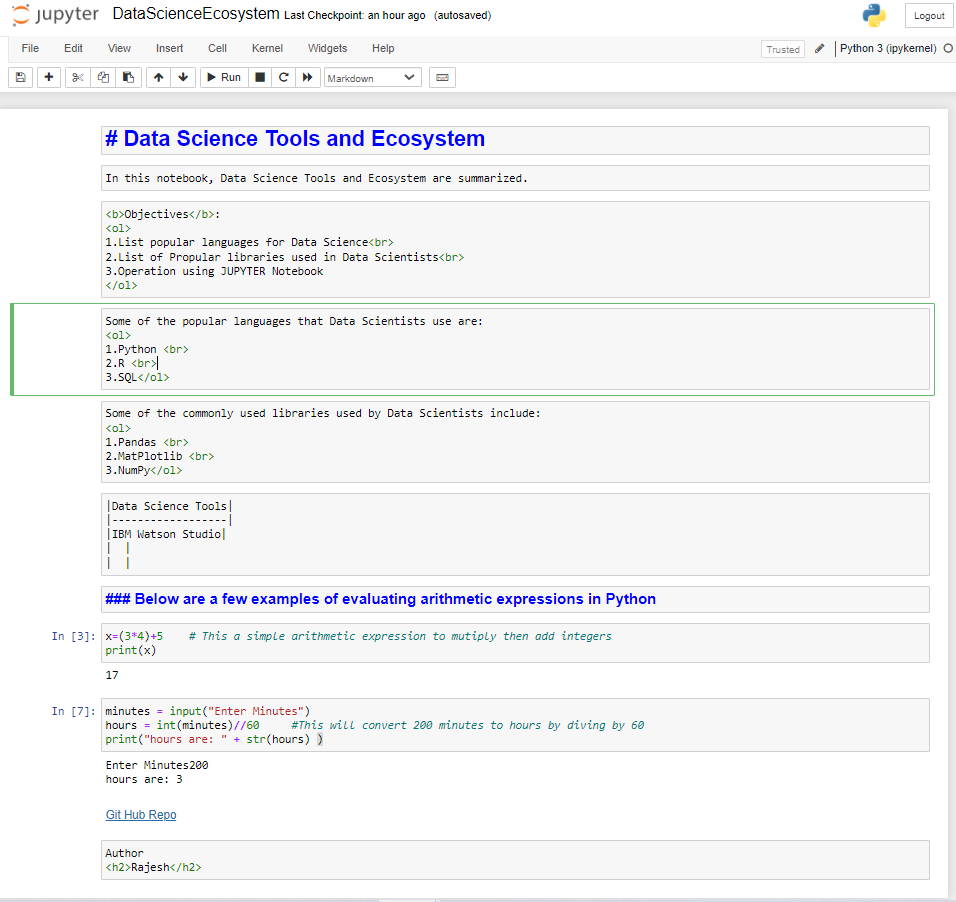 jupyter DataScienceEcosystem Last Checkpoint: an hour ago (autosaved)
Logout
File Edit View Insert Cell Kernel Widgets Help
Trusted
Python 3 (ipykernel)
Run
Markdown
# Data Science Tools and Ecosystem
In this notebook, Data Science Tools and Ecosystem are summarized.
<b>Objectives</b>:
<ol>
1.List popular languages for Data Science<br>
2.List of Propular libraries used in Data Scientists<br>
3.Operation using JUPYTER Notebook
</ol>
Some of the popular languages that Data Scientists use are:
<ol>
1.Python <br>
2.R <br>
3.SQL</ol>
Some of the commonly used libraries used by Data Scientists include:
<ol>
1.Pandas <br>
2.MatPlotlib <br>
3.NumPy</ol>
|Data Science Tools|
|------------------|
|IBM Watson Studio|
|  |
|  |
### Below are a few examples of evaluating arithmetic expressions in Python
In [3]: x=(3*4)+5    # This a simple arithmetic expression to mutiply then add integers
print(x)
17
In [7]: minutes = input("Enter Minutes")
hours = int(minutes)//60     #This will convert 200 minutes to hours by diving by 60
print("hours are: " + str(hours) )
Enter Minutes200
hours are: 3
Git Hub Repo
Author
<h2>Rajesh</h2>